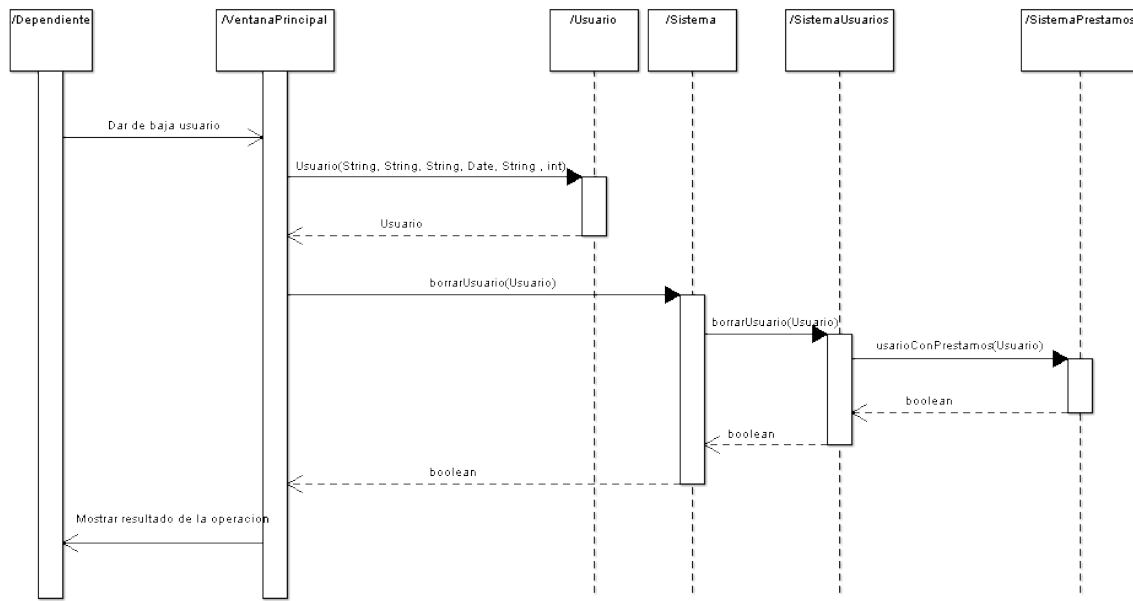 /Dependiente
/VentanaPrincipal
/Usuario
/Sistema
/SistemaUsuarios
/SistemaPrestamos
Dar de baja usuario
Usuario(String, String, String, Date, String , int)
Usuario
borrarUsuario(Usuario)
borrarUsuario(Usuario)
usarioConPrestamos(Usuario)
boolean
boolean
boolean
Mostrar resultado de la operacion